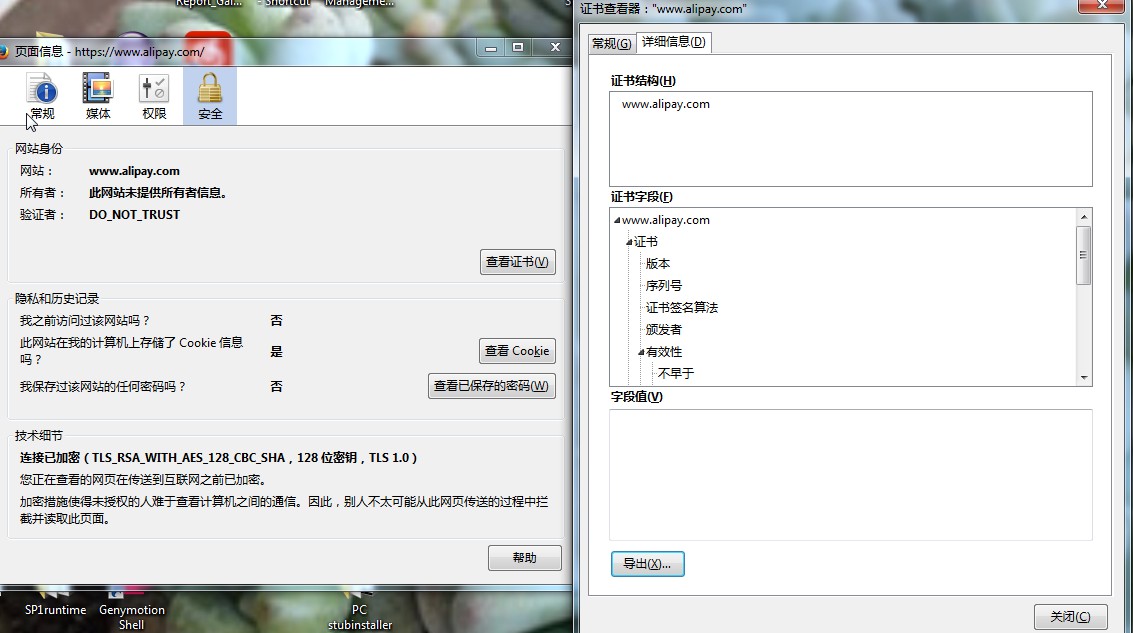 Report_Gal...
- Shortcut
Manageme...
页面信息 - https://www.alipay.com/
常规
媒体
权限
安全
网站身份
网站：
www.alipay.com
所有者：
此网站未提供所有者信息。
验证者：
DO_NOT_TRUST
查看证书(V)
隐私和历史记录
我之前访问过该网站吗？
否
此网站在我的计算机上存储了 Cookie 信息
吗？
是
查看 Cookie
我保存过该网站的任何密码吗？
否
查看已保存的密码(W)
技术细节
连接已加密（TLS_RSA_WITH_AES_128_CBC_SHA，128 位密钥，TLS 1.0）
您正在查看的网页在传送到互联网之前已加密。
加密措施使得未授权的人难于查看计算机之间的通信。因此，别人不太可能从此网页传送的过程中拦
截并读取此页面。
帮助
SP1runtime
Genymotion
Shell
PC
stubinstaller
证书查看器："www.alipay.com"
常规(G)
详细信息(D)
证书结构(H)
www.alipay.com
证书字段(F)
www.alipay.com
证书
版本
序列号
证书签名算法
颁发者
有效性
不早于
字段值(V)
导出(X)...
关闭(C)